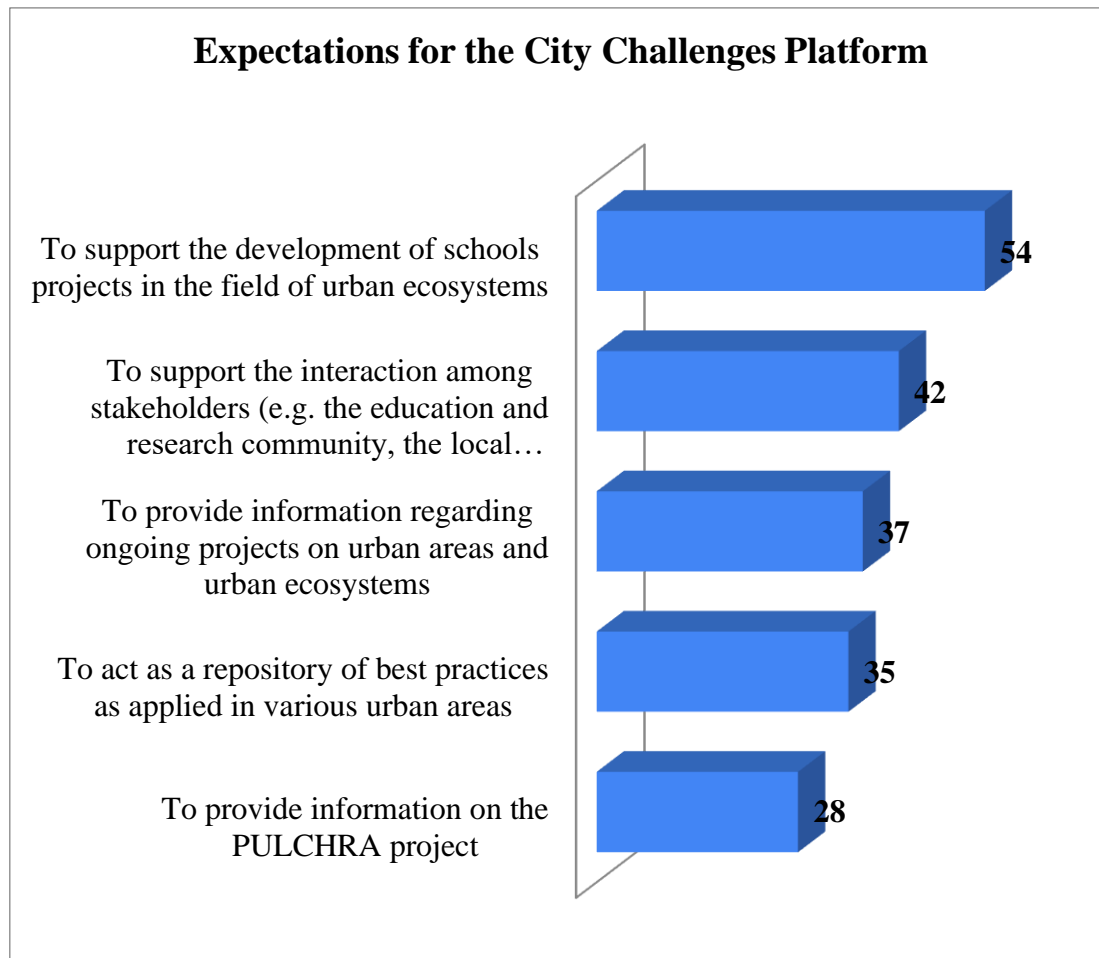 Expectations for the City Challenges Platform
To support the development of schools
projects in the field of urban ecosystems
54
To support the interaction among
stakeholders (e.g. the education and
research community, the local…
42
To provide information regarding
ongoing projects on urban areas and
urban ecosystems
37
To act as a repository of best practices
as applied in various urban areas
35
To provide information on the
PULCHRA project
28